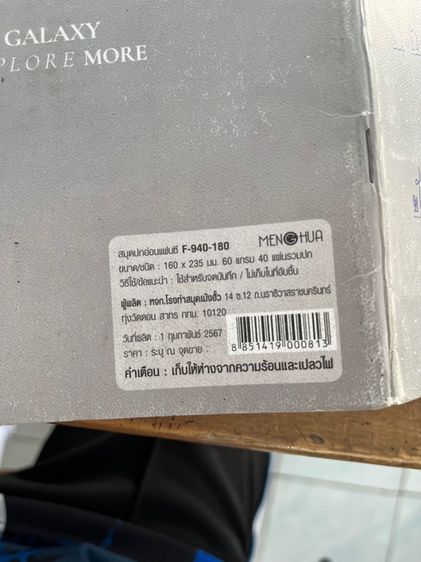 GALAXY
PLORE MORE
สมุดปกอ่อนแฟนซี F-940-180
MENGHUA
ขนาด/ชนิด : 160 x 235 มม. 60 แกรม 40 แผ่นรวมปก
วิธีใช้/ข้อแนะนำ : ใช้สำหรับจดบันทึก / ไม่เก็บในที่อับชื้น
ผู้ผลิต : หจก.โรงทำสมุดเม้งฮั้ว 14 ซ.12 ถ.นราธิวาสราชนครินทร์
ทุ่งวัดดอน สาทร กทม. 10120
วันที่ผลิต : 1 กุมภาพันธ์ 2567
ราคา : ระบุ ณ จุดขาย
8 851419 000813
คำเตือน : เก็บให้ห่างจากความร้อนและเปลวไฟ